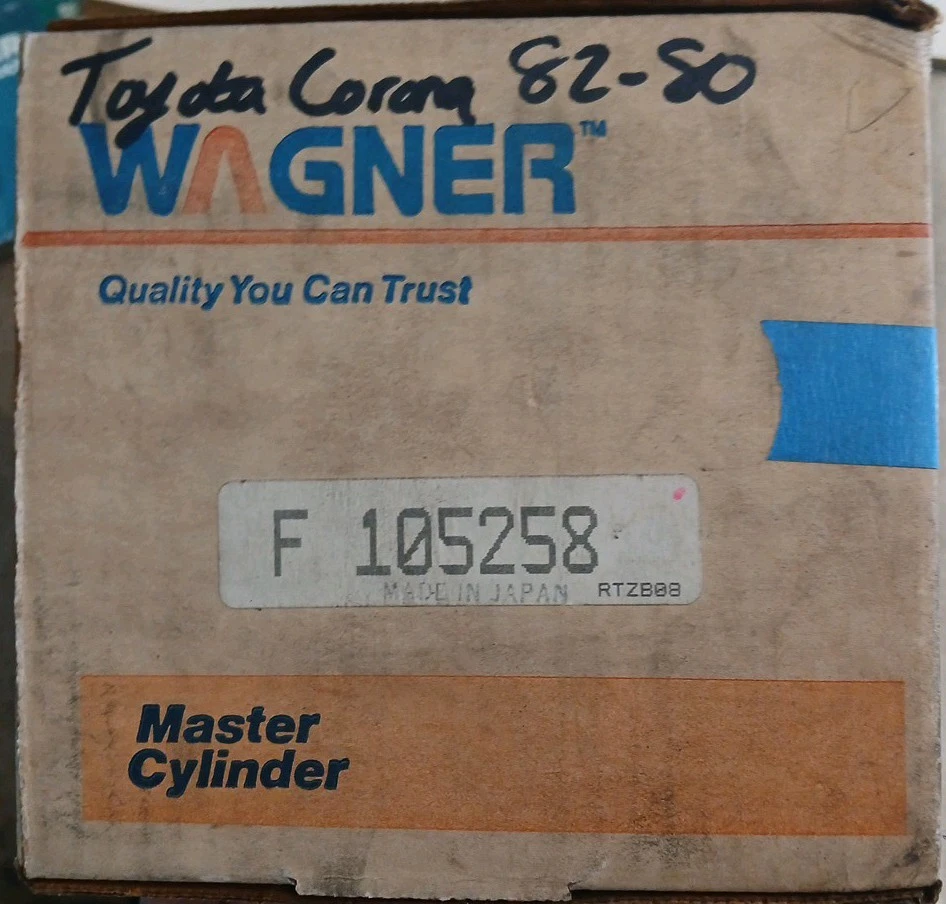 Toyota Corona 82-80
WAGNER™
Quality You Can Trust
F 105258
MADE IN JAPAN RTZB08
Master
Cylinder